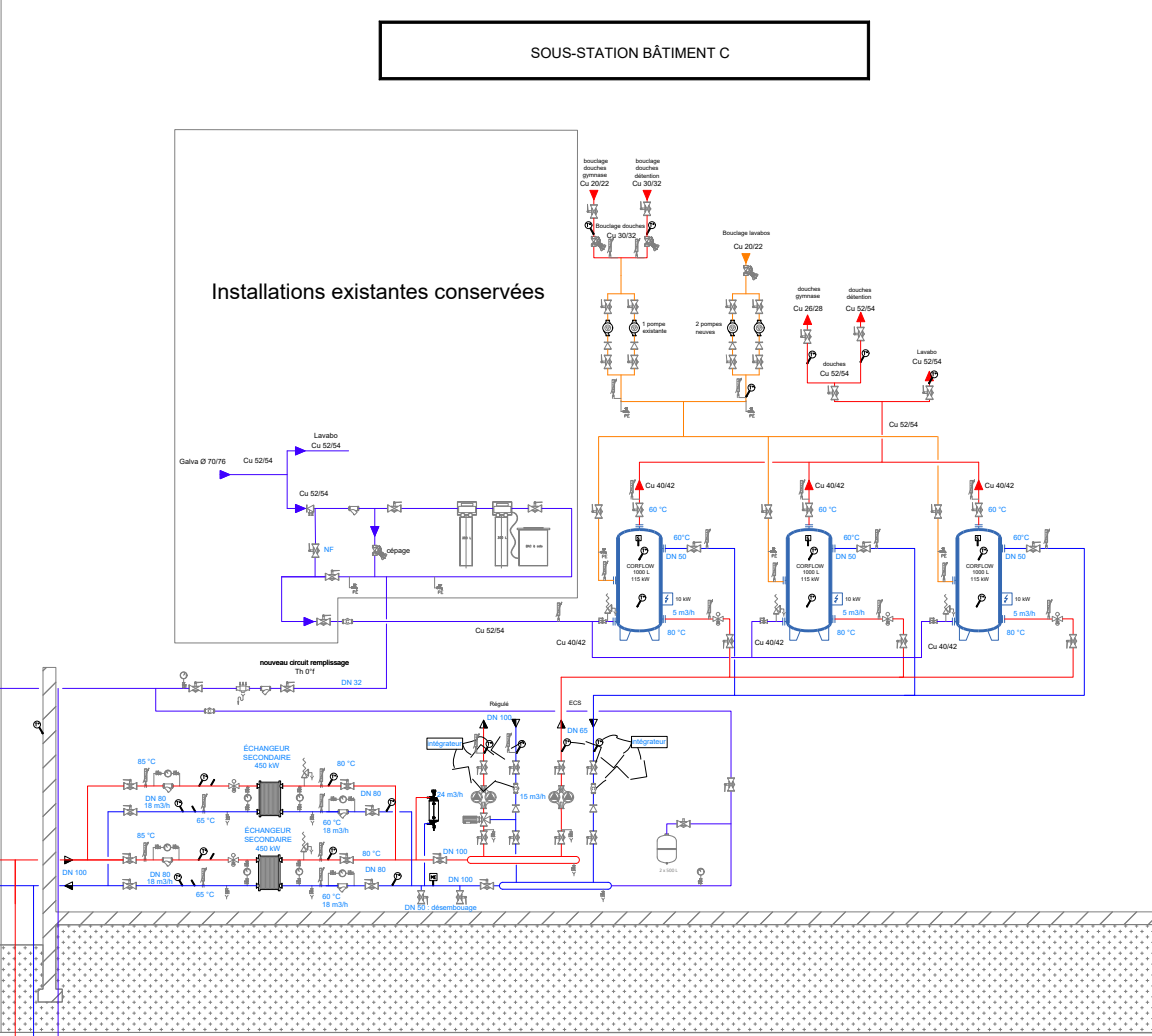 SOUS-STATION BÂTIMENT C
Installations existantes conservées
bouclage
douches
gymnase
Cu 20/22
bouclage
douches
détention
Cu 30/32
Bouclage douches
Cu 30/32
Bouclage lavabos
Cu 20/22
1 pompe
existante
2 pompes
neuves
douches
gymnase
Cu 26/28
douches
détention
Cu 52/54
douches
Cu 52/54
Lavabo
Cu 52/54
PE
PE
Cu 52/54
Lavabo
Cu 52/54
Galva Ø 70/76
Cu 52/54
Cu 52/54
NF
cépage
PE
PE
Cu 52/54
Cu 40/42
60 °C
60°C
DN 50
CORFLOW
1000 L
115 kW
10 kW
5 m3/h
80 °C
PE
Cu 40/42
Cu 40/42
60 °C
60°C
DN 50
CORFLOW
1000 L
115 kW
10 kW
5 m3/h
80 °C
PE
Cu 40/42
Cu 40/42
60 °C
60°C
DN 50
CORFLOW
1000 L
115 kW
10 kW
5 m3/h
80 °C
PE
Cu 40/42
nouveau circuit remplissage
Th 0°f
DN 32
Régulé
ECS
DN 100
DN 65
intégrateur
intégrateur
24 m3/h
15 m3/h
85 °C
ÉCHANGEUR
SECONDAIRE
450 kW
80 °C
DN 80
18 m3/h
65 °C
60 °C
18 m3/h
DN 80
85 °C
ÉCHANGEUR
SECONDAIRE
450 kW
80 °C
DN 100
DN 100
DN 80
18 m3/h
65 °C
60 °C
18 m3/h
DN 80
DN 100
DN 50 : désembouage